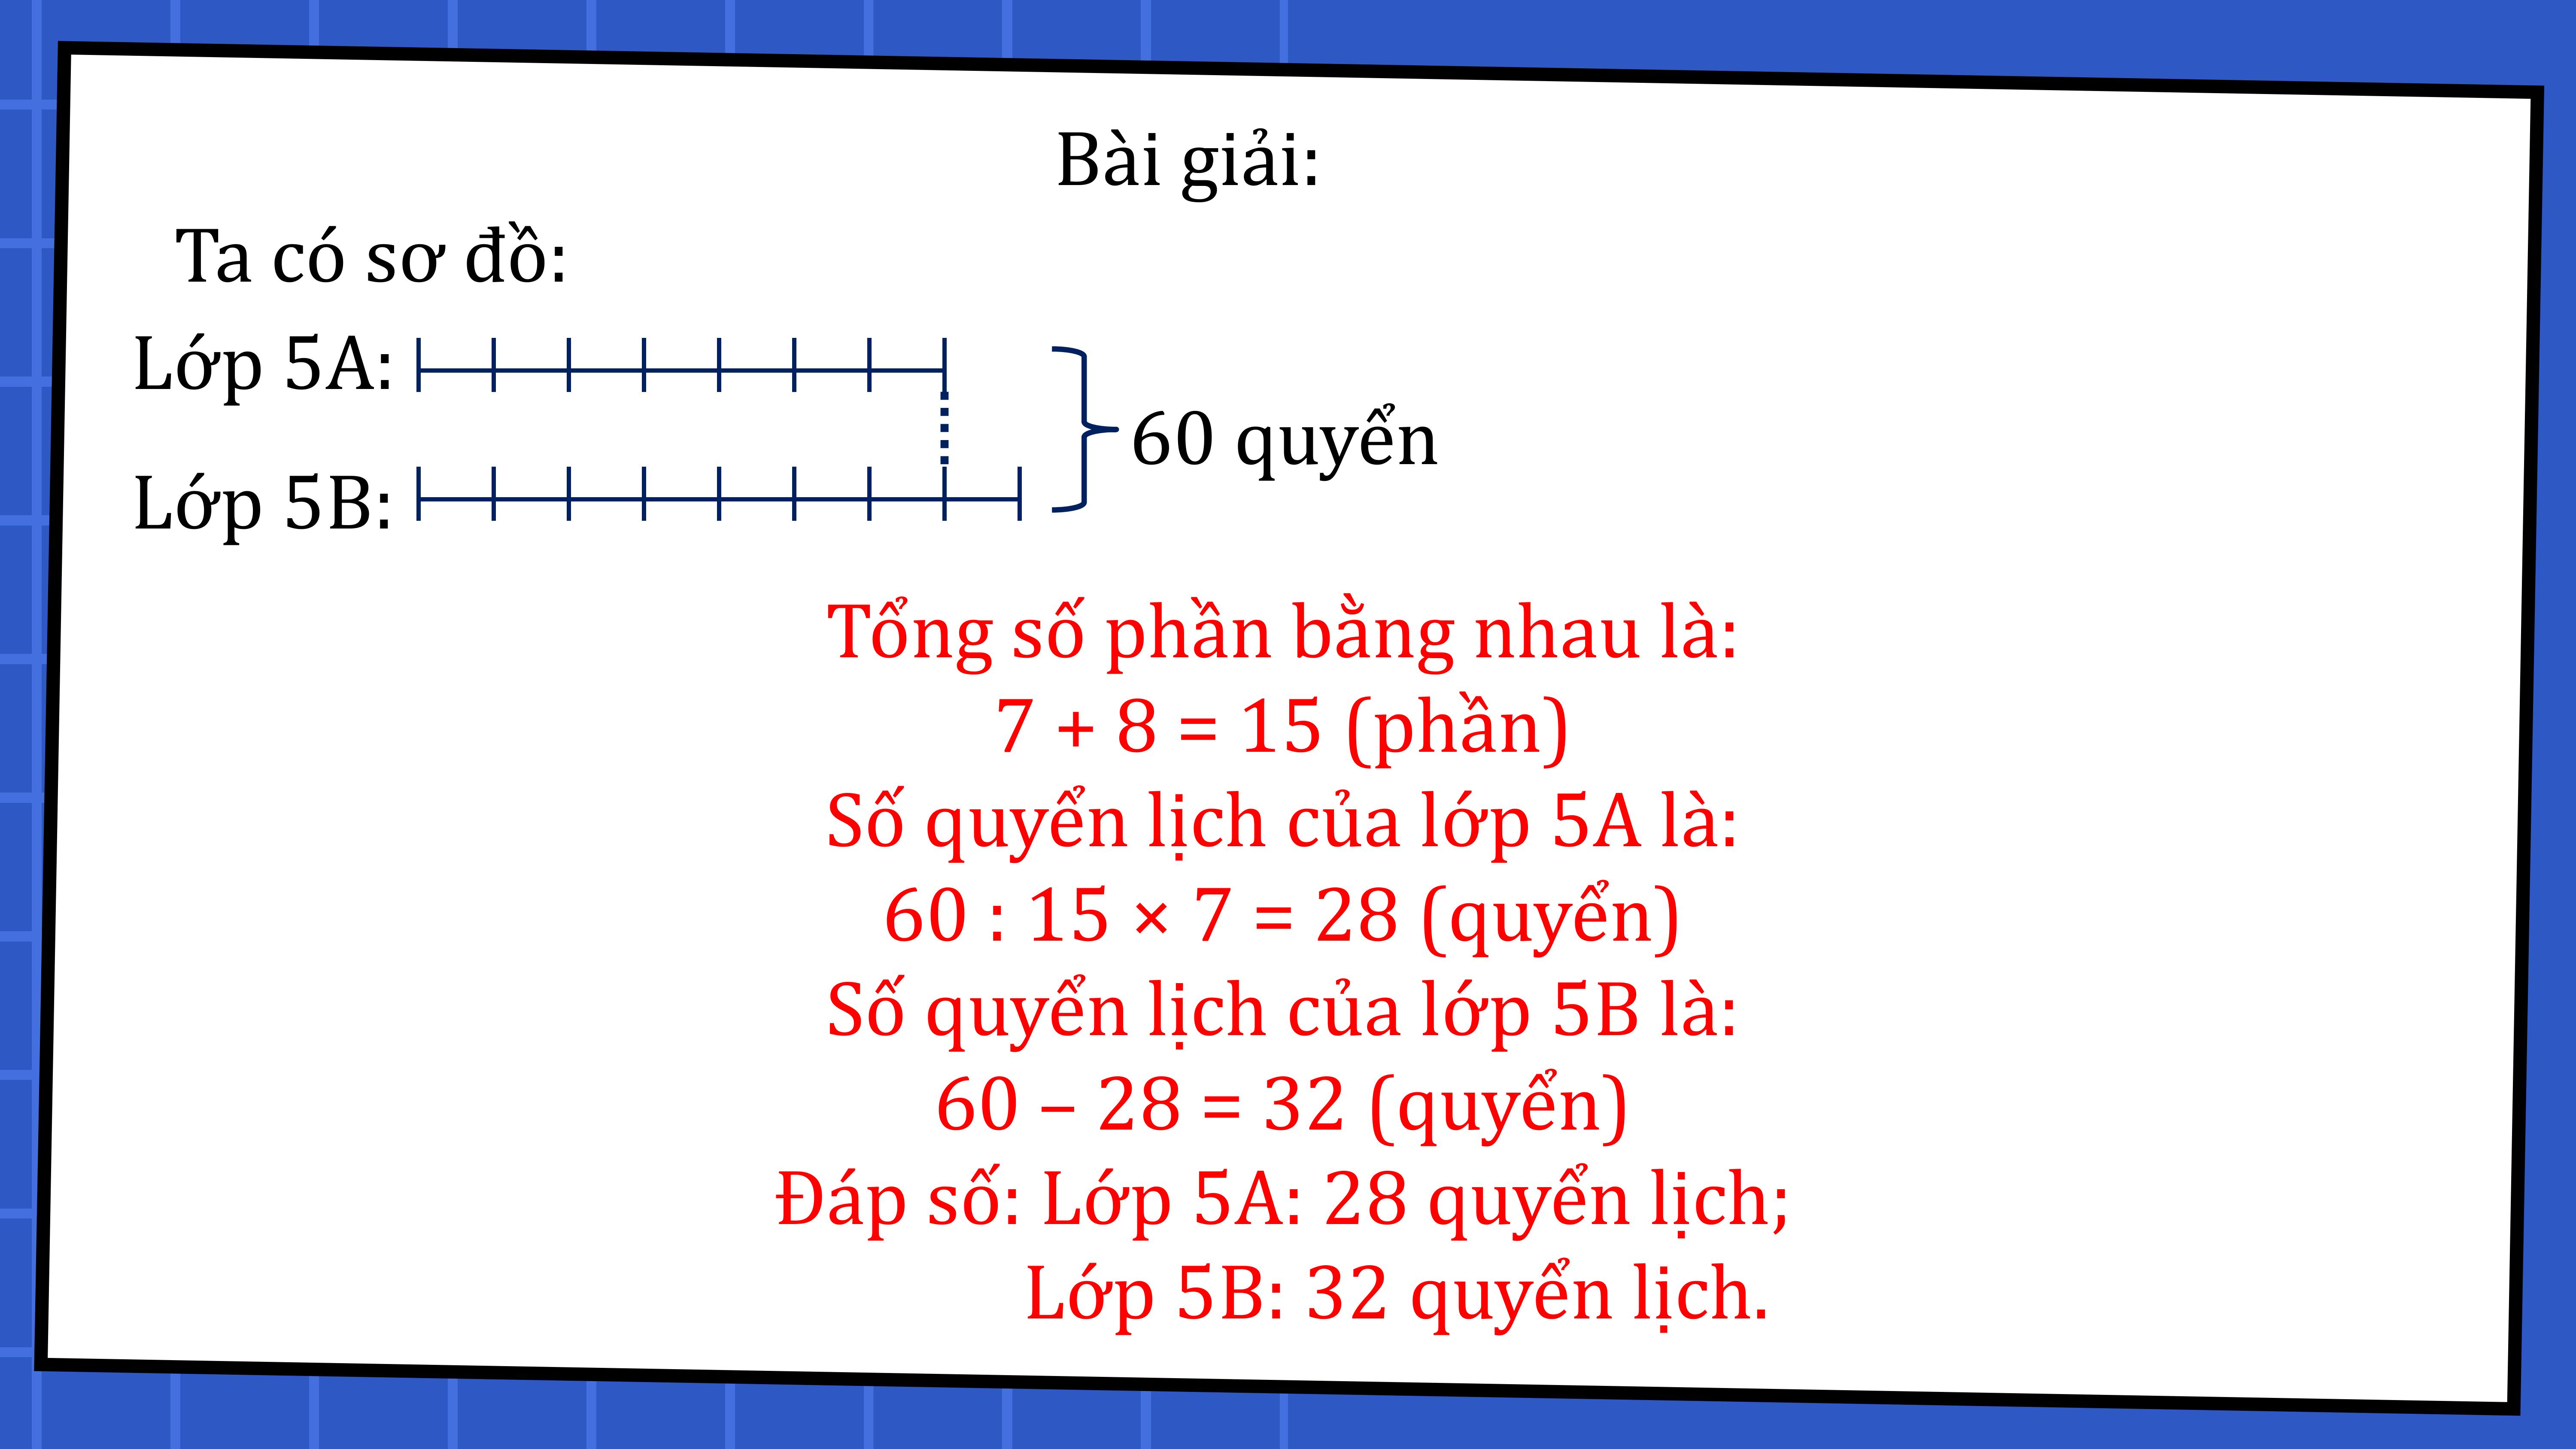 Bài giải:
Ta có sơ đồ:
Lớp 5A:
60 quyển
Lớp 5B:
Tổng số phần bằng nhau là:
7 + 8 = 15 (phần)
Số quyển lịch của lớp 5A là:
60 : 15 × 7 = 28 (quyển)
Số quyển lịch của lớp 5B là:
60 – 28 = 32 (quyển)
Đáp số: Lớp 5A: 28 quyển lịch;
Lớp 5B: 32 quyển lịch.